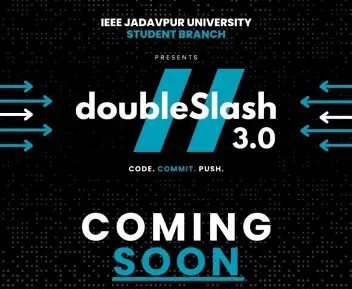 IEEE JADAVPUR UNIVERSITY
STUDENT BRANCH
PRESENTS
doubleSlash
3.0
CODE. COMMIT. PUSH.
COMING
SOON